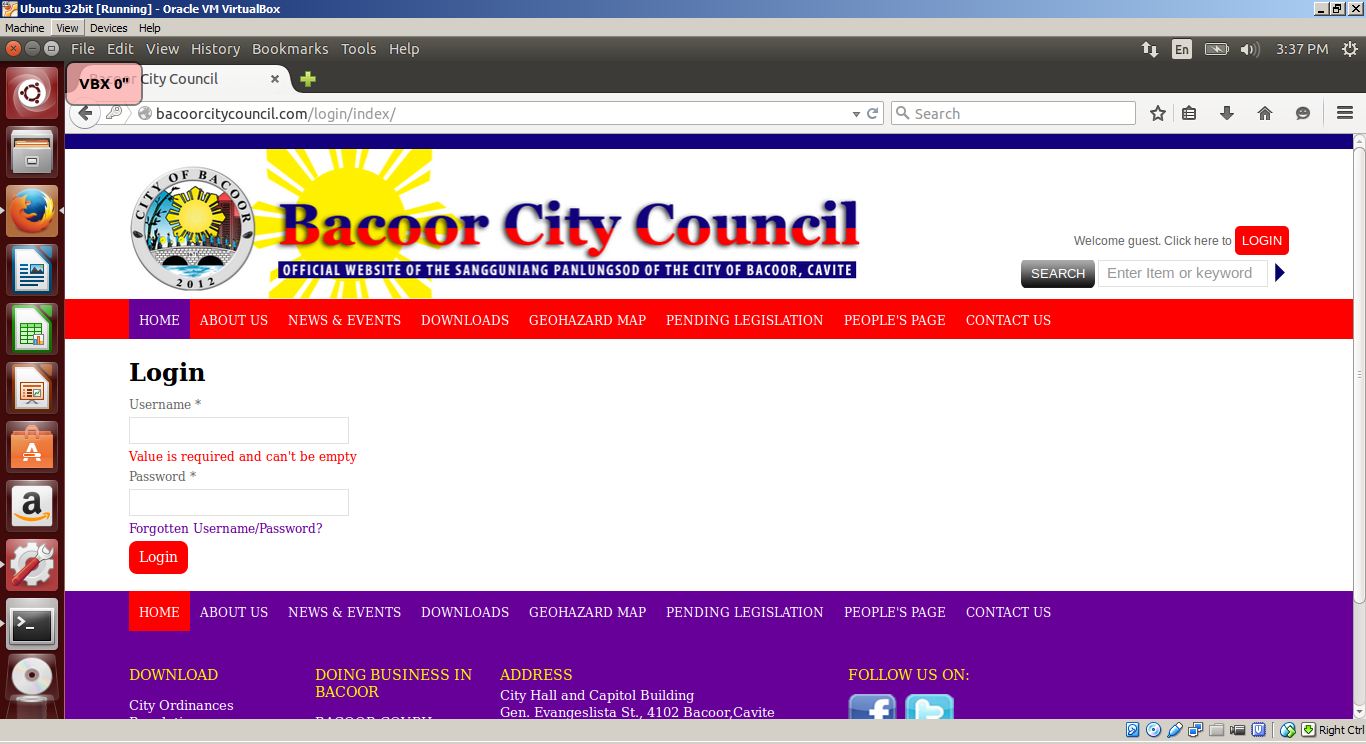 Ubuntu 32bit [Running] - Oracle VM VirtualBox
Machine View Devices Help
File Edit View History Bookmarks Tools Help
En
3:37 PM
VBX 0"
City Council
bacoorcitycouncil.com/login/index/
Search
CITY OF BACOOR
2012
Bacoor City Council
OFFICIAL WEBSITE OF THE SANGGUNIANG PANLUNGSOD OF THE CITY OF BACOOR, CAVITE
Welcome guest. Click here to LOGIN
SEARCH Enter Item or keyword
HOME ABOUT US NEWS & EVENTS DOWNLOADS GEOHAZARD MAP PENDING LEGISLATION PEOPLE'S PAGE CONTACT US
Login
Username *
Value is required and can't be empty
Password *
Forgotten Username/Password?
Login
HOME ABOUT US NEWS & EVENTS DOWNLOADS GEOHAZARD MAP PENDING LEGISLATION PEOPLE'S PAGE CONTACT US
DOWNLOAD
City Ordinances
DOING BUSINESS IN
BACOOR
ADDRESS
City Hall and Capitol Building
Gen. Evangeslista St., 4102 Bacoor,Cavite
FOLLOW US ON:
Right Ctrl